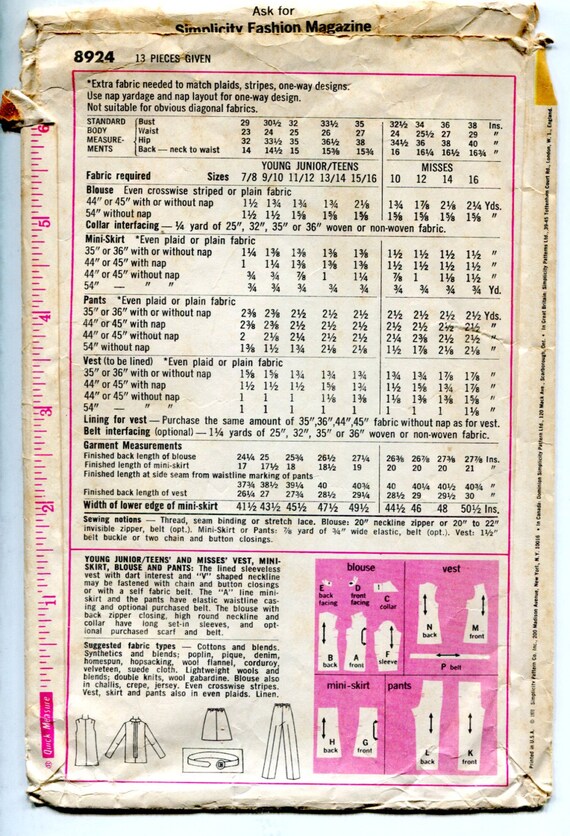 Ask for
Simplicity Fashion Magazine
8924 13 PIECES GIVEN
*Extra fabric needed to match plaids, stripes, one-way designs.
Use nap yardage and nap layout for one-way design.
Not suitable for obvious diagonal fabrics.
STANDARD Bust 29 30½ 32 33½ 35 32½ 34 36 38 Ins.
BODY Waist 23 24 25 26 27 24 25½ 27 29 "
MEASURE- Hip 32 33½ 35 36½ 38 34½ 36 38 40 "
MENTS Back — neck to waist 14 14½ 15 15⅜ 15¾ 16 16¼ 16½ 16¾ "
YOUNG JUNIOR/TEENS MISSES
Fabric required Sizes 7/8 9/10 11/12 13/14 15/16 10 12 14 16
Blouse Even crosswise striped or plain fabric
44" or 45" with or without nap 1½ 1¾ 1¾ 1¾ 2⅛ 1¾ 1⅞ 2⅛ 2¼ Yds.
54" without nap 1½ 1½ 1⅝ 1⅝ 1⅝ 1⅝ 1⅝ 1⅝ 1⅝ "
Collar interfacing — ¼ yard of 25", 32", 35" or 36" woven or non-woven fabric.
Mini-Skirt *Even plaid or plain fabric
35" or 36" with or without nap 1¼ 1⅜ 1⅜ 1⅜ 1⅜ 1½ 1½ 1½ 1½ "
44" or 45" with nap 1 1¼ 1⅜ 1⅜ 1⅜ 1½ 1½ 1½ 1½ "
44" or 45" without nap ¾ ¾ ⅞ 1 1¼ ⅞ 1 1⅛ 1½ "
54" — " " ¾ ¾ ¾ ¾ ¾ ¾ ¾ ¾ ¾ Yd.
Pants *Even plaid or plain fabric
35" or 36" with or without nap 2⅜ 2⅜ 2½ 2½ 2½ 2½ 2½ 2½ 2½ Yds.
44" or 45" with nap 2⅜ 2⅜ 2½ 2½ 2½ 2½ 2½ 2½ 2½ "
44" or 45" without nap 2 2⅛ 2¼ 2½ 2½ 2¼ 2⅜ 2½ 2½ "
54" without nap 1⅜ 1½ 1¾ 2⅛ 2⅛ 1½ 1⅞ 2⅛ 2⅛ "
Vest (to be lined) *Even plaid or plain fabric
35" or 36" with or without nap 1⅝ 1⅝ 1¾ 1¾ 1¾ 1¾ 1¾ 1⅞ 1⅞ "
44" or 45" with nap 1½ 1½ 1½ 1⅝ 1¾ 1½ 1⅝ 1¾ 1⅞ "
44" or 45" without nap 1 1 1 1⅛ 1⅜ 1⅛ 1⅜ 1⅜ 1⅝ "
54" — " " 1 1 1 1 1 1 1 1 1⅛ "
Lining for vest — Purchase the same amount of 35",36",44",45" fabric without nap as for vest.
Belt interfacing (optional) — 1¼ yards of 25", 32", 35" or 36" woven or non-woven fabric.
Garment Measurements
Finished back length of blouse 24¼ 25 25¾ 26½ 27¼ 26⅜ 26⅞ 27⅜ 27⅞ Ins.
Finished length of mini-skirt 17 17½ 18 18½ 19 20 20 20 21 "
Finished length at side seam from waistline marking of pants
37¾ 38½ 39¼ 40 40¾ 40 40¼ 40½ 40¾ "
Finished back length of vest 26¼ 27 27¾ 28½ 29¼ 28½ 29 29½ 30 "
Width of lower edge of mini-skirt 41½ 43½ 45½ 47½ 49½ 44½ 46 48 50½ Ins.
Sewing notions — Thread, seam binding or stretch lace. Blouse: 20" neckline zipper or 20" to 22"
invisible zipper, belt (opt.). Mini-Skirt or Pants: ⅞ yard of ¾" wide elastic, belt (opt.). Vest: 1½"
belt buckle or two chain and button closings.
YOUNG JUNIOR/TEENS' AND MISSES' VEST, MINI-
SKIRT, BLOUSE AND PANTS: The lined sleeveless
vest with dart interest and "V" shaped neckline
may be fastened with chain and button closings
or with a self fabric belt. The "A" line mini-
skirt and the pants have elastic waistline cas-
ing and optional purchased belt. The blouse with
back zipper closing, high round neckline and
collar have long set-in sleeves, and opt-
ional purchased scarf and belt.
Suggested fabric types — Cottons and blends.
Synthetics and blends; poplin, pique, denim,
homespun, hopsacking, wool flannel, corduroy,
velveteen, suede cloth. Lightweight wools and
blends; double knits, wool gabardine. Blouse also
in challis, crepe, jersey. Even crosswise stripes.
Vest, skirt and pants also in even plaids. Linen.
blouse
E
back
facing
D
front
facing
C
collar
B
back
A
front
F
sleeve
vest
N
back
M
front
P belt
mini-skirt
H
back
G
front
pants
L
back
K
front
6
5
4
3
2
1
® Quick Measure
Printed in U.S.A.